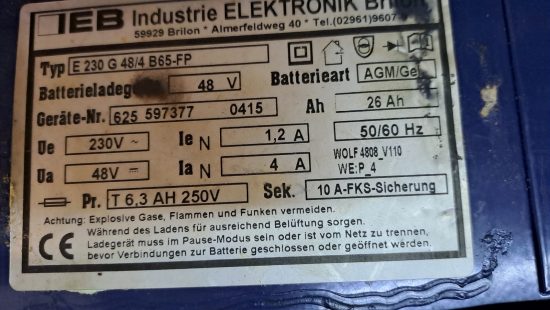 IEB Industrie ELEKTRONIK Brilon
59929 Brilon * Almerfeldweg 40 * Tel.(02961)9607
Typ E 230 G 48/4 B65-FP
Batterielade 48 V Batterieart AGM/Gel
Geräte-Nr. 625 597377 0415 Ah 26 Ah
Ue 230V ~ Ie N 1,2 A 50/60 Hz
Ua 48V Ia N 4 A WOLF 4808_V110
WE:P_4
Pr. T 6,3 AH 250V Sek. 10 A-FKS-Sicherung
Achtung: Explosive Gase, Flammen und Funken vermeiden.
Während des Ladens für ausreichend Belüftung sorgen.
Ladegerät muss im Pause-Modus sein oder ist vom Netz zu trennen,
bevor Verbindungen zur Batterie geschlossen oder geöffnet werden.
CE